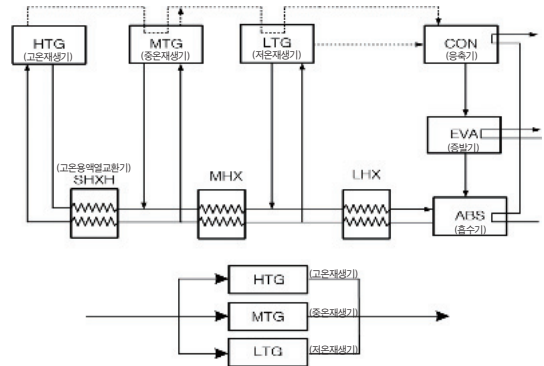 HTG
(고온재생기)
MTG
(중온재생기)
LTG
(저온재생기)
CON
(응축기)
EVA
(증발기)
(고온용액열교환기)
SHXH
MHX
LHX
ABS
(흡수기)
HTG
(고온재생기)
MTG
(중온재생기)
LTG
(저온재생기)